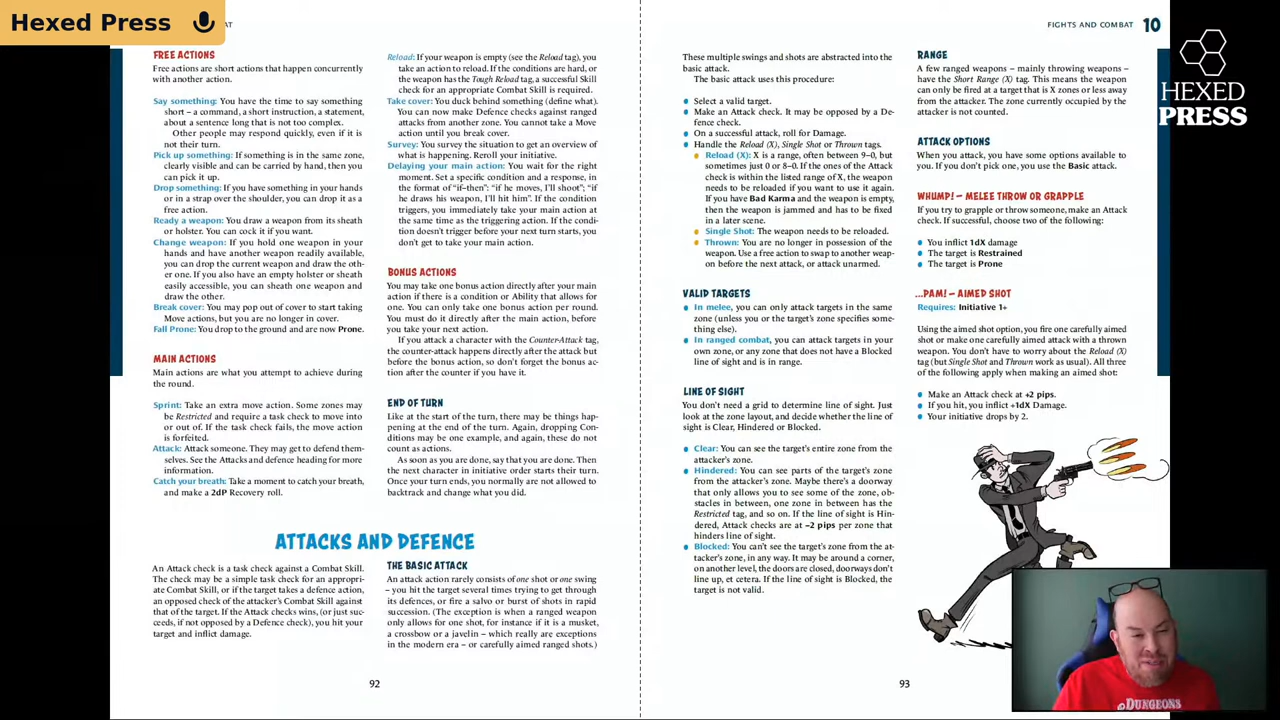 Hexed Press
AT
FIGHTS AND COMBAT 10
HEXED
PRESS
FREE ACTIONS
Free actions are short actions that happen concurrently
with another action.
Say something: You have the time to say something
short – a command, a short instruction, a statement,
about a sentence long that is not too complex.
Other people may respond quickly, even if it is
not their turn.
Pick up something: If something is in the same zone,
clearly visible and can be carried by hand, then you
can pick it up.
Drop something: If you have something in your hands
or in a strap over the shoulder, you can drop it as a
free action.
Ready a weapon: You draw a weapon from its sheath
or holster. You can cock it if you want.
Change weapon: If you hold one weapon in your
hands and have another weapon readily available,
you can drop the current weapon and draw the oth-
er one. If you also have an empty holster or sheath
easily accessible, you can sheath one weapon and
draw the other.
Break cover: You may pop out of cover to start taking
Move actions, but you are no longer in cover.
Fall Prone: You drop to the ground and are now Prone.
MAIN ACTIONS
Main actions are what you attempt to achieve during
the round.
Sprint: Take an extra move action. Some zones may
be Restricted and require a task check to move into
or out of. If the task check fails, the move action
is forfeited.
Attack: Attack someone. They may get to defend them-
selves. See the Attacks and defence heading for more
information.
Catch your breath: Take a moment to catch your breath,
and make a 2dP Recovery roll.
Reload: If your weapon is empty (see the Reload tag), you
take an action to reload. If the conditions are hard, or
the weapon has the Tough Reload tag, a successful Skill
check for an appropriate Combat Skill is required.
Take cover: You duck behind something (define what).
You can now make Defence checks against ranged
attacks from another zone. You cannot take a Move
action until you break cover.
Survey: You survey the situation to get an overview of
what is happening. Reroll your initiative.
Delaying your main action: You wait for the right
moment. Set a specific condition and a response, in
the format of "if–then": "if he moves, I'll shoot"; "if
he draws his weapon, I'll hit him". If the condition
triggers, you immediately take your main action at
the same time as the triggering action. If the condi-
tion doesn't trigger before your next turn starts, you
don't get to take your main action.
BONUS ACTIONS
You may take one bonus action directly after your main
action if there is a condition or Ability that allows for
one. You can only take one bonus action per round.
You must do it directly after the main action, before
you take your next action.
If you attack a character with the Counter-Attack tag,
the counter-attack happens directly after the attack but
before the bonus action, so don't forget the bonus ac-
tion after the counter if you have it.
END OF TURN
Like at the start of the turn, there may be things hap-
pening at the end of the turn. Again, dropping Con-
ditions may be one example, and again, these do not
count as actions.
As soon as you are done, say that you are done. Then
the next character in initiative order starts their turn.
Once your turn ends, you normally are not allowed to
backtrack and change what you did.
ATTACKS AND DEFENCE
An Attack check is a task check against a Combat Skill.
The check may be a simple task check for an appropri-
ate Combat Skill, or if the target takes a defence action,
an opposed check of the attacker's Combat Skill against
that of the target. If the Attack checks wins, (or just suc-
ceeds, if not opposed by a Defence check), you hit your
target and inflict damage.
THE BASIC ATTACK
An attack action rarely consists of one shot or one swing
– you hit the target several times trying to get through
its defences, or fire a salvo or burst of shots in rapid
succession. (The exception is when a ranged weapon
only allows for one shot, for instance if it is a musket,
a crossbow or a javelin – which really are exceptions
in the modern era – or carefully aimed ranged shots.)
92
These multiple swings and shots are abstracted into the
basic attack.
The basic attack uses this procedure:
Select a valid target.
Make an Attack check. It may be opposed by a De-
fence check.
On a successful attack, roll for Damage.
Handle the Reload (X), Single Shot or Thrown tags.
Reload (X): X is a range, often between 9–0, but
sometimes just 0 or 8–0. If the ones of the Attack
check is within the listed range of X, the weapon
needs to be reloaded if you want to use it again.
If you have Bad Karma and the weapon is empty,
then the weapon is jammed and has to be fixed
in a later scene.
Single Shot: The weapon needs to be reloaded.
Thrown: You are no longer in possession of the
weapon. Use a free action to swap to another weap-
on before the next attack, or attack unarmed.
VALID TARGETS
In melee, you can only attack targets in the same
zone (unless you or the target's zone specifies some-
thing else).
In ranged combat, you can attack targets in your
own zone, or any zone that does not have a Blocked
line of sight and is in range.
LINE OF SIGHT
You don't need a grid to determine line of sight. Just
look at the zone layout, and decide whether the line of
sight is Clear, Hindered or Blocked.
Clear: You can see the target's entire zone from the
attacker's zone.
Hindered: You can see parts of the target's zone
from the attacker's zone. Maybe there's a doorway
that only allows you to see some of the zone, ob-
stacles in between, one zone in between has the
Restricted tag, and so on. If the line of sight is Hin-
dered, Attack checks are at –2 pips per zone that
hinders line of sight.
Blocked: You can't see the target's zone from the at-
tacker's zone, in any way. It may be around a corner,
on another level, the doors are closed, doorways don't
line up, et cetera. If the line of sight is Blocked, the
target is not valid.
RANGE
A few ranged weapons – mainly throwing weapons –
have the Short Range (X) tag. This means the weapon
can only be fired at a target that is X zones or less away
from the attacker. The zone currently occupied by the
attacker is not counted.
ATTACK OPTIONS
When you attack, you have some options available to
you. If you don't pick one, you use the Basic attack.
WHUMP! – MELEE THROW OR GRAPPLE
If you try to grapple or throw someone, make an Attack
check. If successful, choose two of the following:
You inflict 1dX damage
The target is Restrained
The target is Prone
...PAM! – AIMED SHOT
Requires: Initiative 1+
Using the aimed shot option, you fire one carefully aimed
shot or make one carefully aimed attack with a thrown
weapon. You don't have to worry about the Reload (X)
tag (but Single Shot and Thrown work as usual). All three
of the following apply when making an aimed shot:
Make an Attack check at +2 pips.
If you hit, you inflict +1dX Damage.
Your initiative drops by 2.
93
DUNGEONS